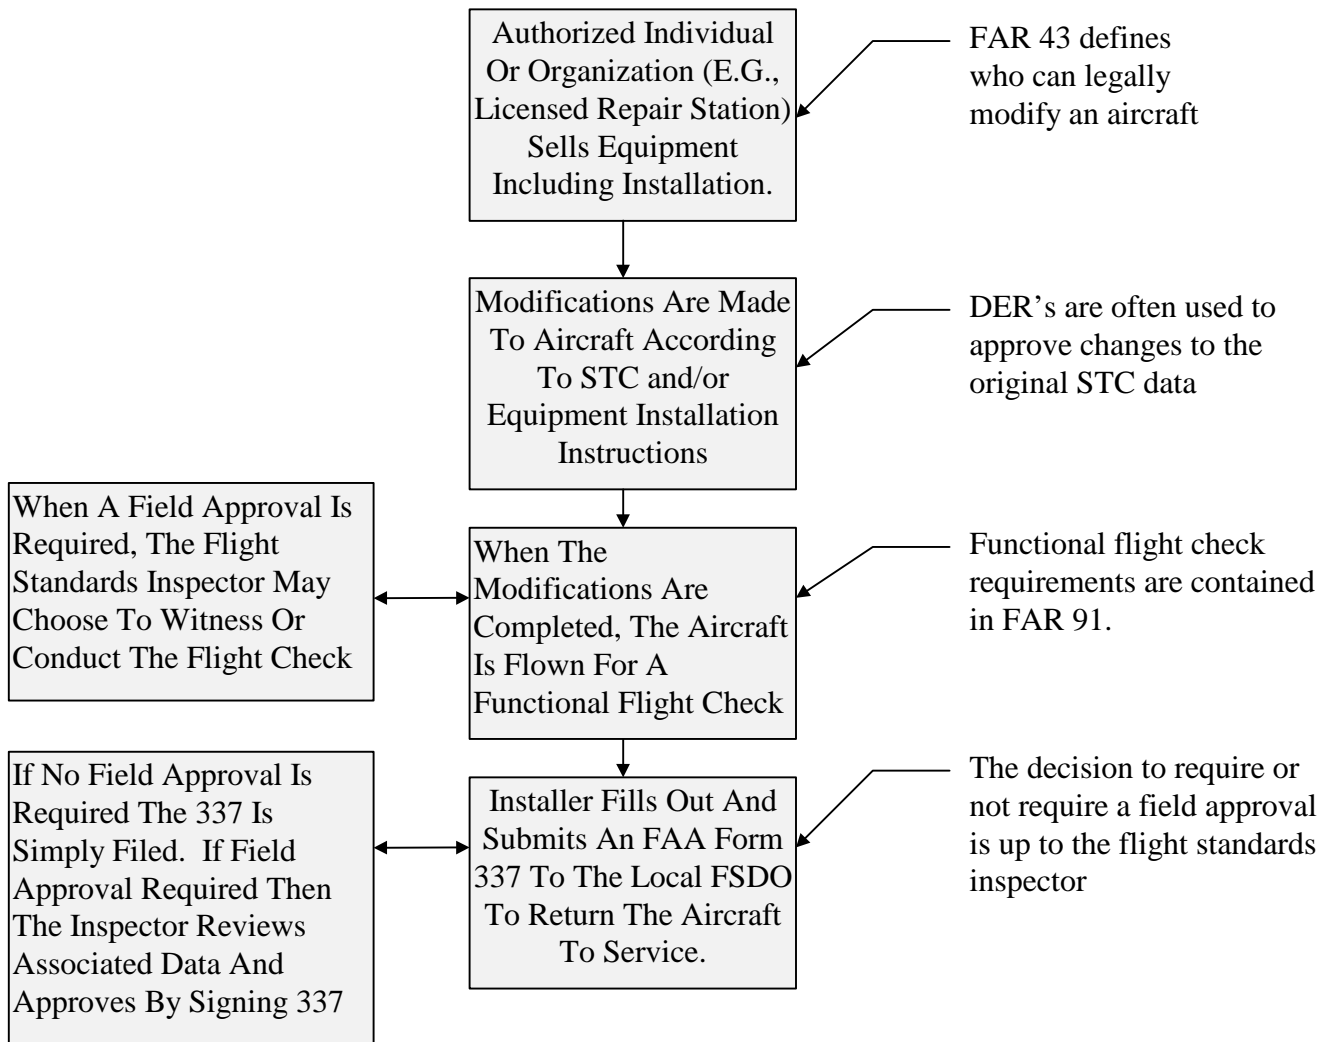 Authorized Individual
Or Organization (E.G.,
Licensed Repair Station)
Sells Equipment
Including Installation.
FAR 43 defines
who can legally
modify an aircraft
Modifications Are Made
To Aircraft According
To STC and/or
Equipment Installation
Instructions
DER’s are often used to
approve changes to the
original STC data
When A Field Approval Is
Required, The Flight
Standards Inspector May
Choose To Witness Or
Conduct The Flight Check
When The
Modifications Are
Completed, The Aircraft
Is Flown For A
Functional Flight Check
Functional flight check
requirements are contained
in FAR 91.
If No Field Approval Is
Required The 337 Is
Simply Filed.  If Field
Approval Required Then
The Inspector Reviews
Associated Data And
Approves By Signing 337
Installer Fills Out And
Submits An FAA Form
337 To The Local FSDO
To Return The Aircraft
To Service.
The decision to require or
not require a field approval
is up to the flight standards
inspector